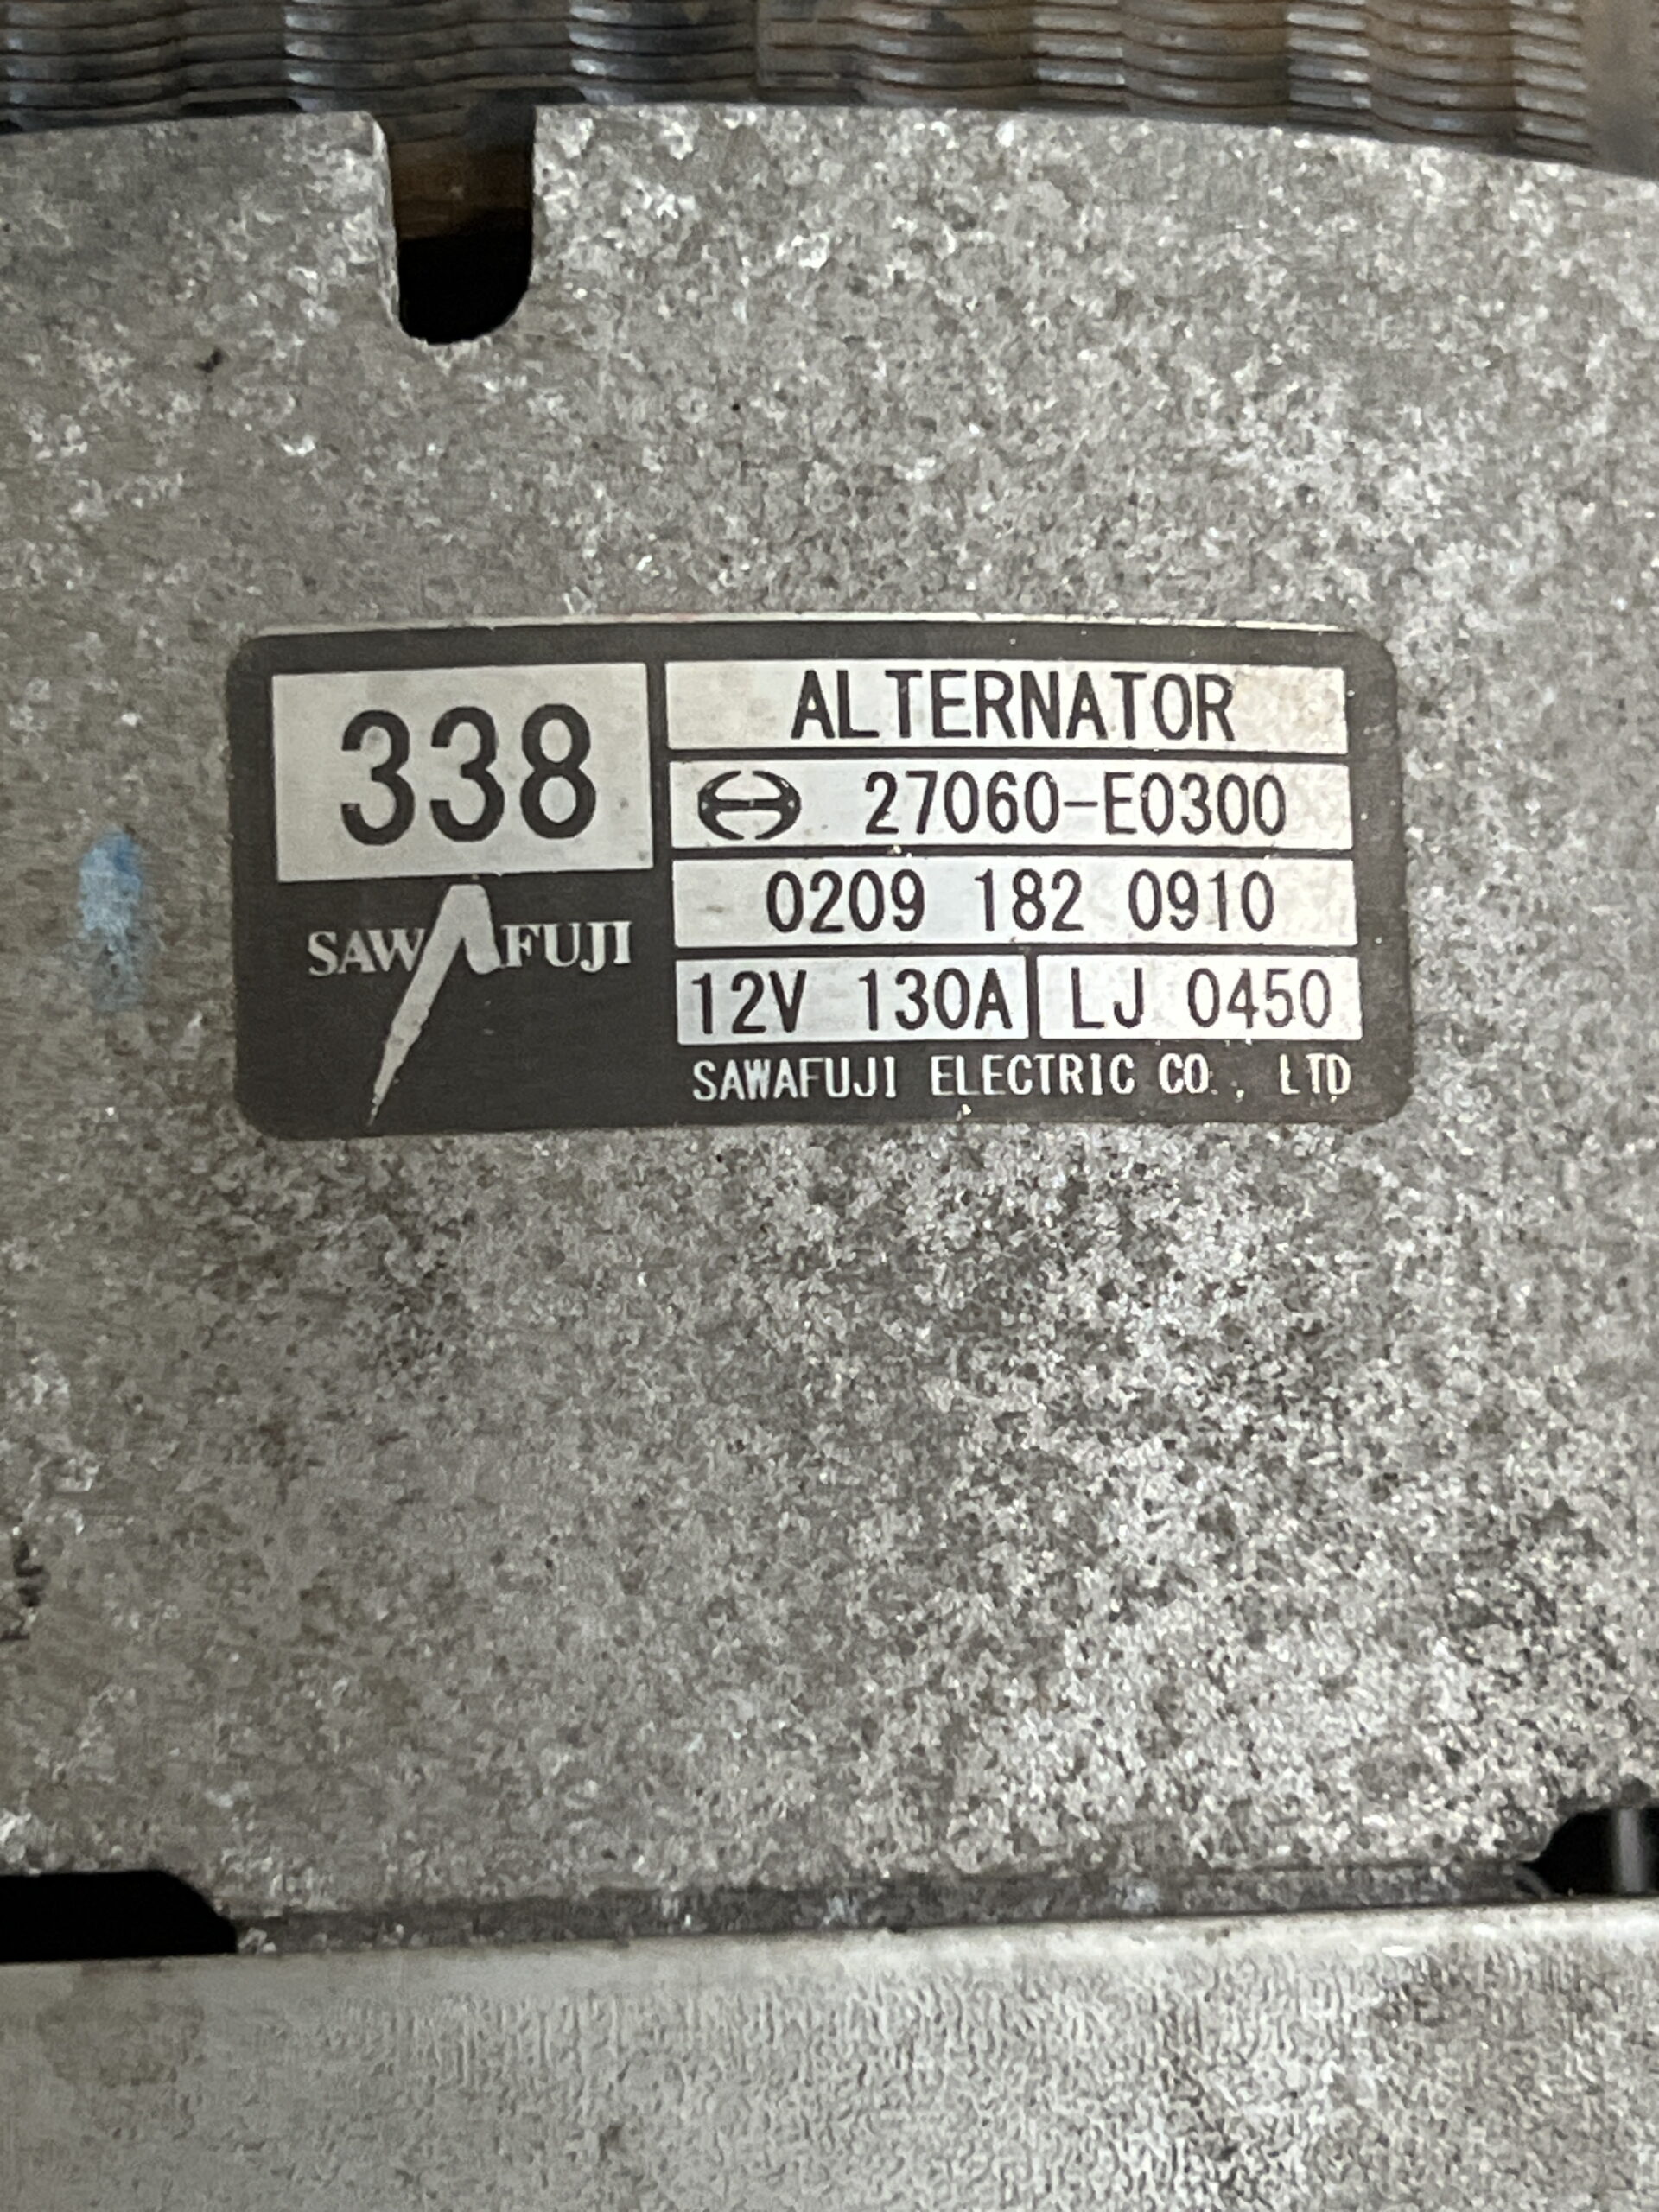 338
SAWAFUJI
ALTERNATOR
27060-E0300
0209 182 0910
12V 130A LJ 0450
SAWAFUJI ELECTRIC CO., LTD